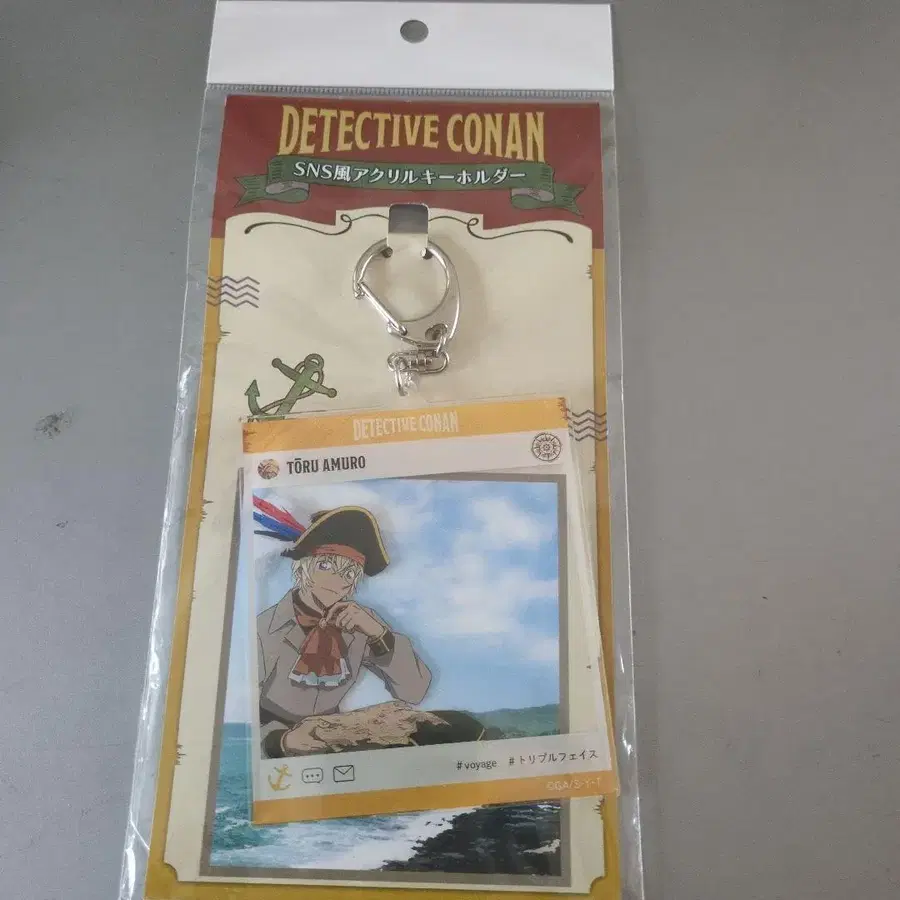 DETECTIVE CONAN
SNS風アクリルキーホルダー
DETECTIVE CONAN
TŌRU AMURO
#voyage #トリプルフェイス
©GA/S・Y・T